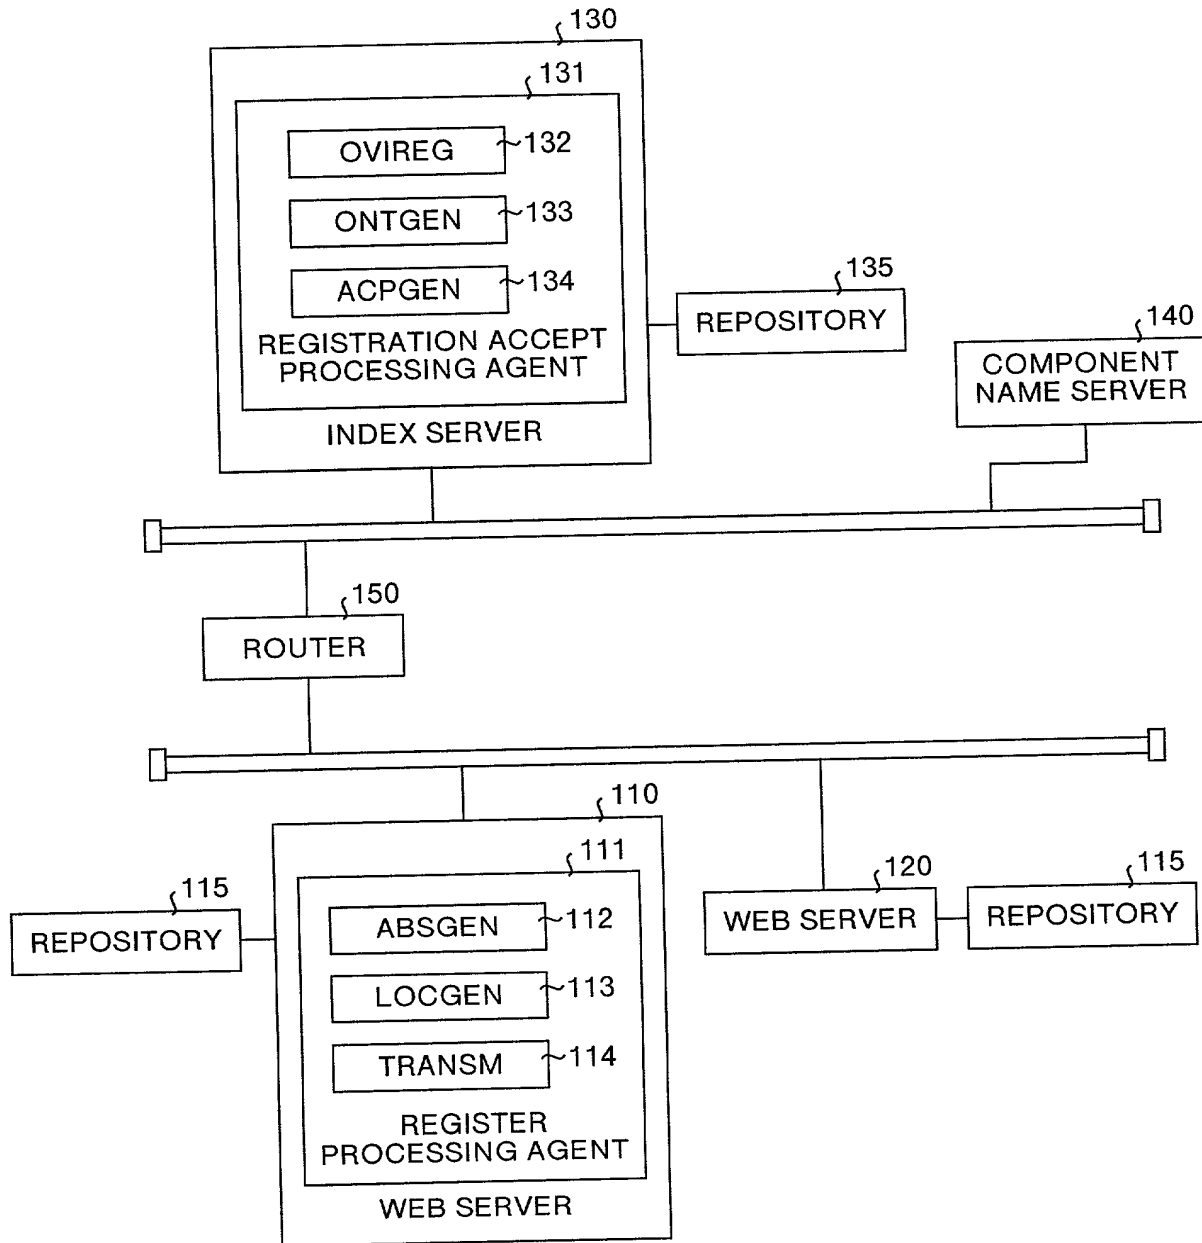 130
131
OVIREG
132
ONTGEN
133
ACPGEN
134
REGISTRATION ACCEPT
PROCESSING AGENT
INDEX SERVER
135
REPOSITORY
140
COMPONENT
NAME SERVER
150
ROUTER
110
111
115
REPOSITORY
ABSGEN
112
LOCGEN
113
TRANSM
114
REGISTER
PROCESSING AGENT
WEB SERVER
120
WEB SERVER
115
REPOSITORY